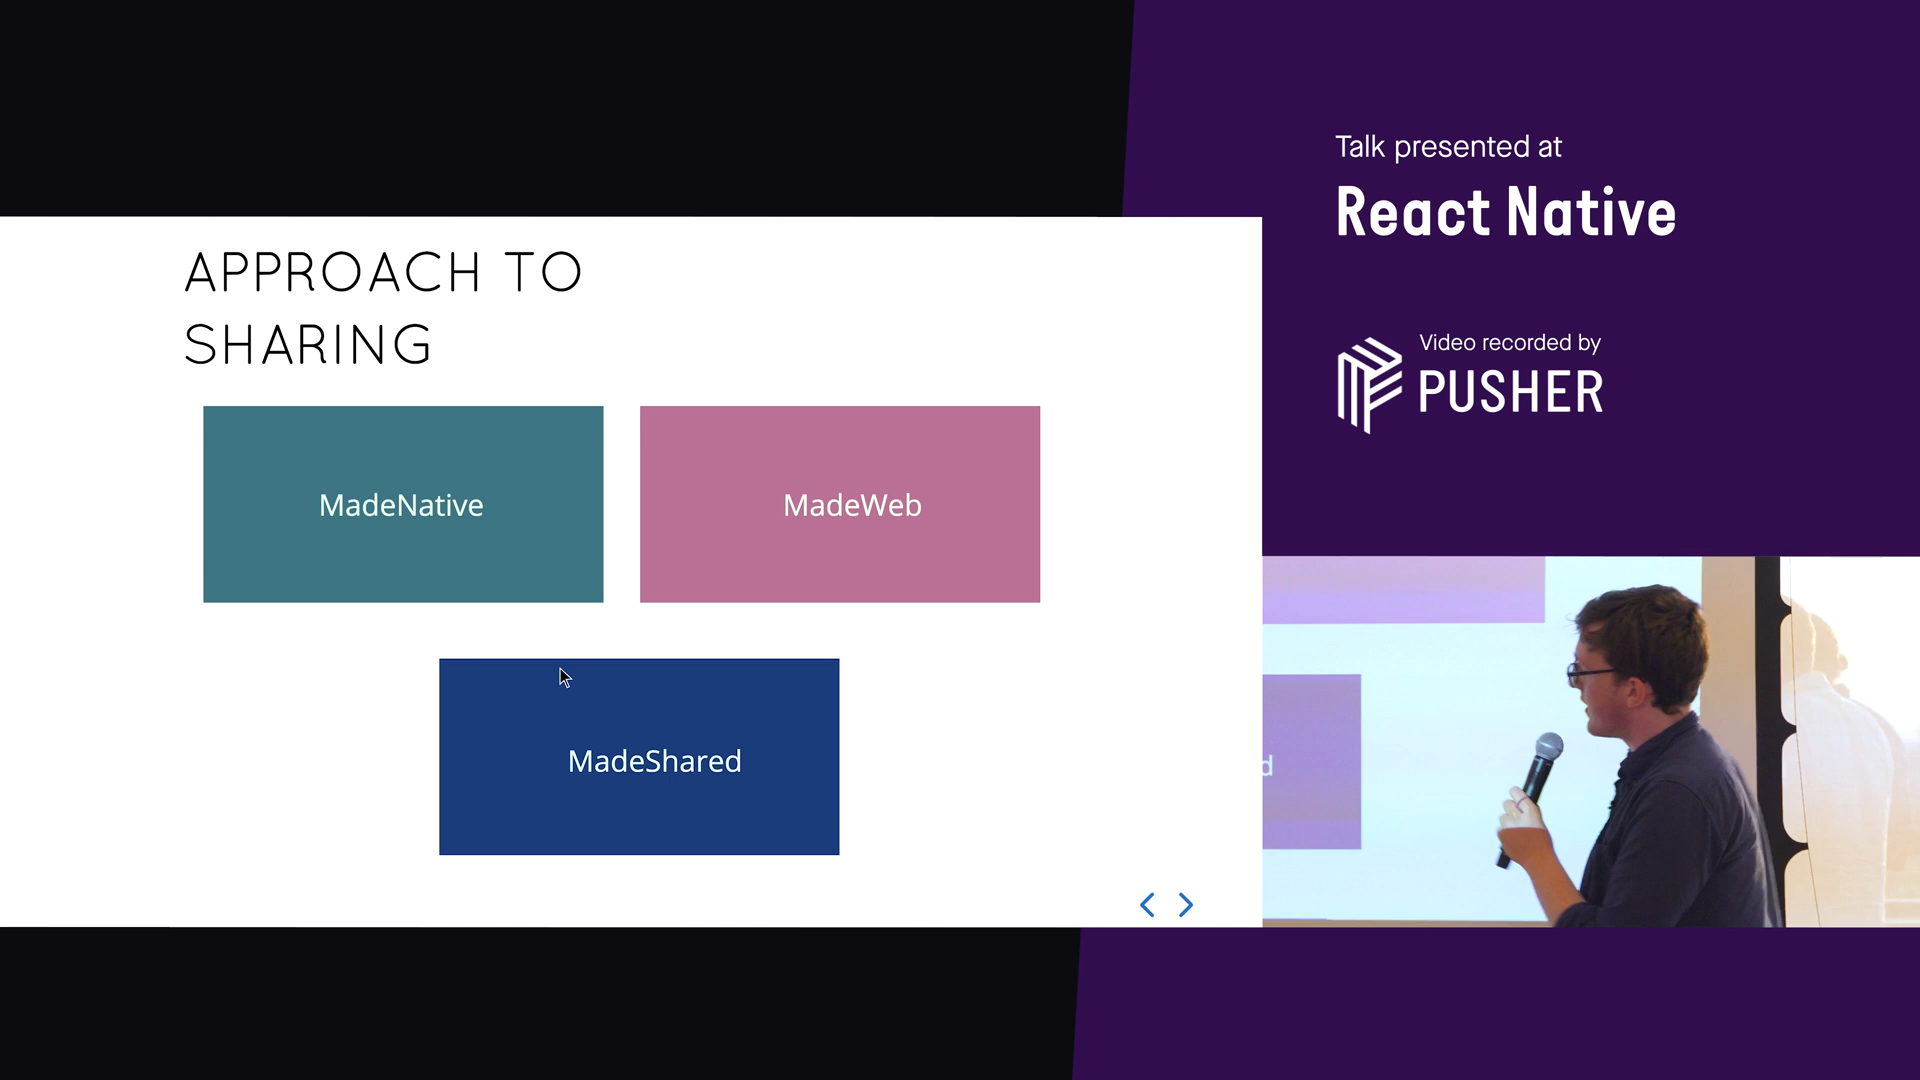 APPROACH TO
SHARING
MadeNative
MadeWeb
MadeShared
Talk presented at
React Native
Video recorded by
PUSHER
d